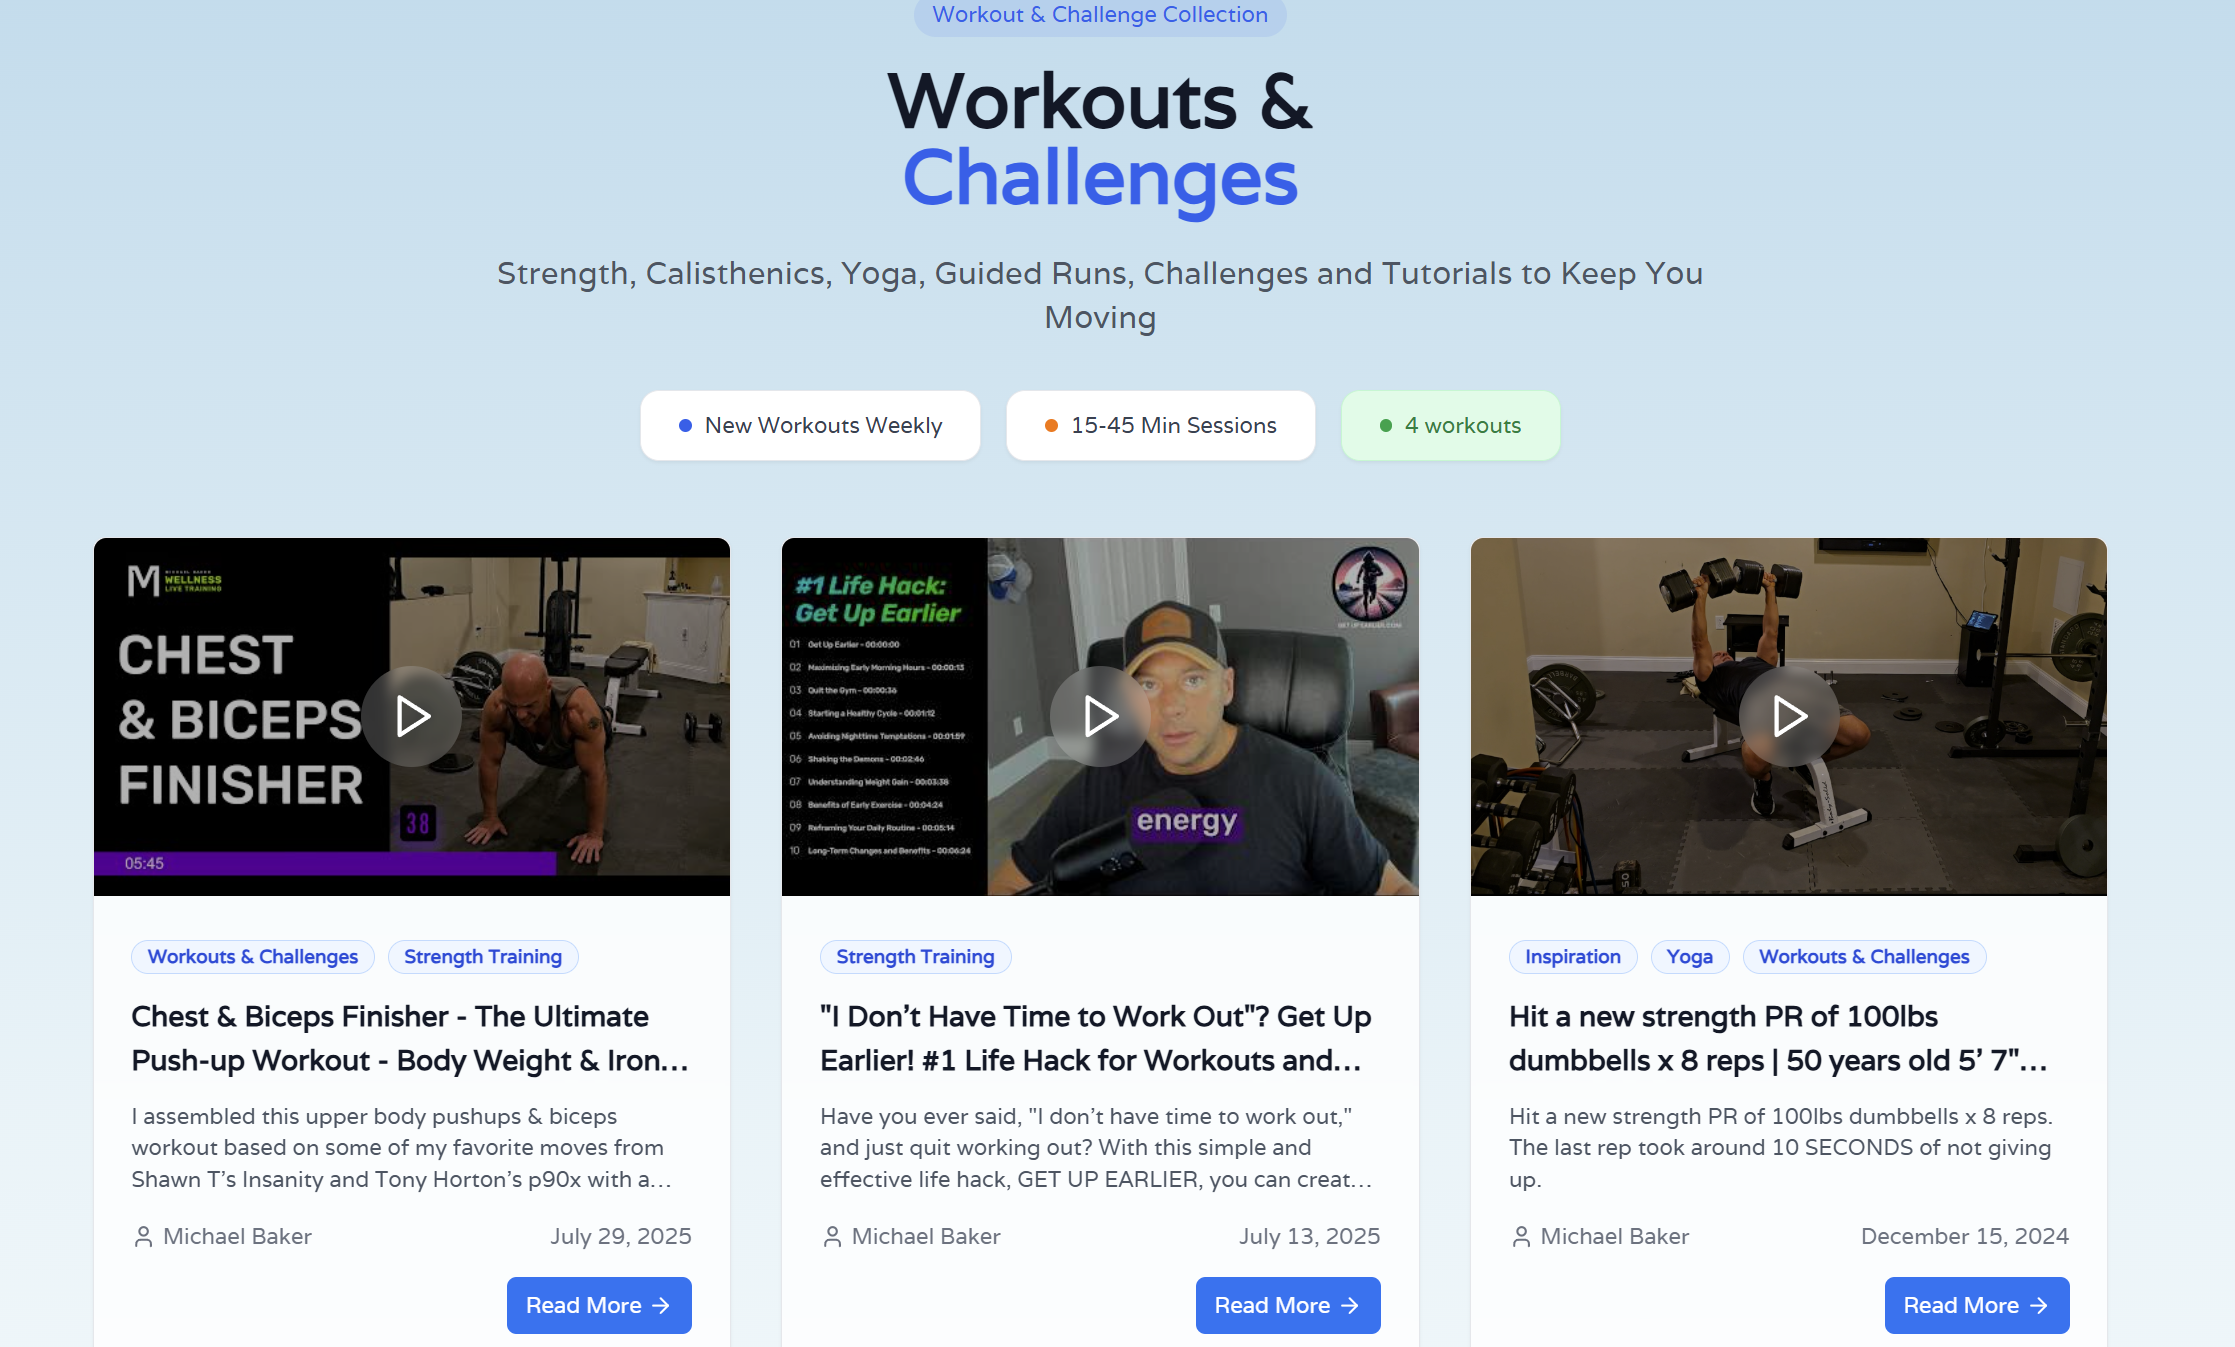 Workout & Challenge Collection
Workouts &
Challenges
Strength, Calisthenics, Yoga, Guided Runs, Challenges and Tutorials to Keep You
Moving
New Workouts Weekly
15-45 Min Sessions
4 workouts
M MICHAEL BAKER
WELLNESS
LIVE TRAINING
CHEST
& BICEPS
FINISHER
38
05:45
#1 Life Hack:
Get Up Earlier
01 Get Up Earlier - 00:00:00
02 Maximizing Early Morning Hours - 00:00:13
03 Quit the Gym - 00:00:36
04 Starting a Healthy Cycle - 00:01:12
05 Avoiding Nighttime Temptations - 00:01:59
06 Shaking the Demons - 00:02:46
07 Understanding Weight Gain - 00:03:38
08 Benefits of Early Exercise - 00:04:24
09 Reframing Your Daily Routine - 00:05:14
10 Long-Term Changes and Benefits - 00:06:24
GET UP EARLIER.COM
energy
50
Workouts & Challenges
Strength Training
Chest & Biceps Finisher - The Ultimate
Push-up Workout - Body Weight & Iron...
I assembled this upper body pushups & biceps
workout based on some of my favorite moves from
Shawn T's Insanity and Tony Horton's p90x with a...
Michael Baker
July 29, 2025
Read More →
Strength Training
"I Don't Have Time to Work Out"? Get Up
Earlier! #1 Life Hack for Workouts and...
Have you ever said, "I don't have time to work out,"
and just quit working out? With this simple and
effective life hack, GET UP EARLIER, you can creat...
Michael Baker
July 13, 2025
Read More →
Inspiration
Yoga
Workouts & Challenges
Hit a new strength PR of 100lbs
dumbbells x 8 reps | 50 years old 5' 7"...
Hit a new strength PR of 100lbs dumbbells x 8 reps.
The last rep took around 10 SECONDS of not giving
up.
Michael Baker
December 15, 2024
Read More →